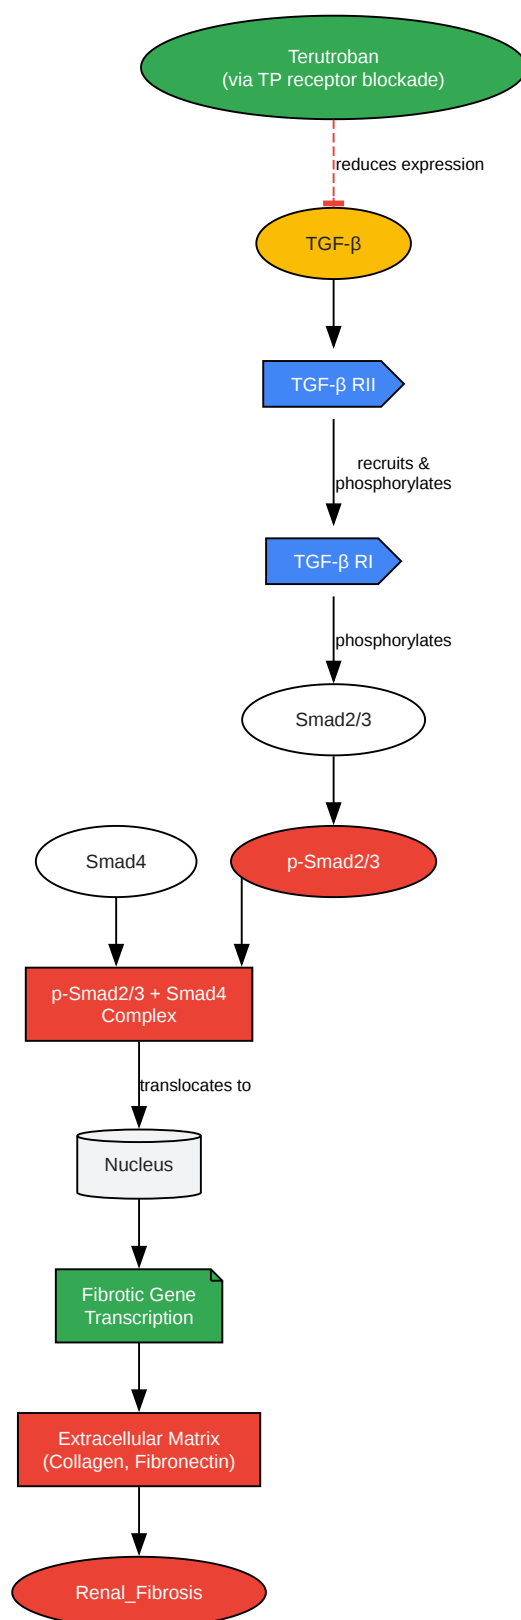 Terutroban
(via TP receptor blockade)
reduces expression
TGF-β
TGF-β RII
recruits &
phosphorylates
TGF-β RI
phosphorylates
Smad2/3
Smad4
p-Smad2/3
p-Smad2/3 + Smad4
Complex
translocates to
Nucleus
Fibrotic Gene
Transcription
Extracellular Matrix
(Collagen, Fibronectin)
Renal_Fibrosis